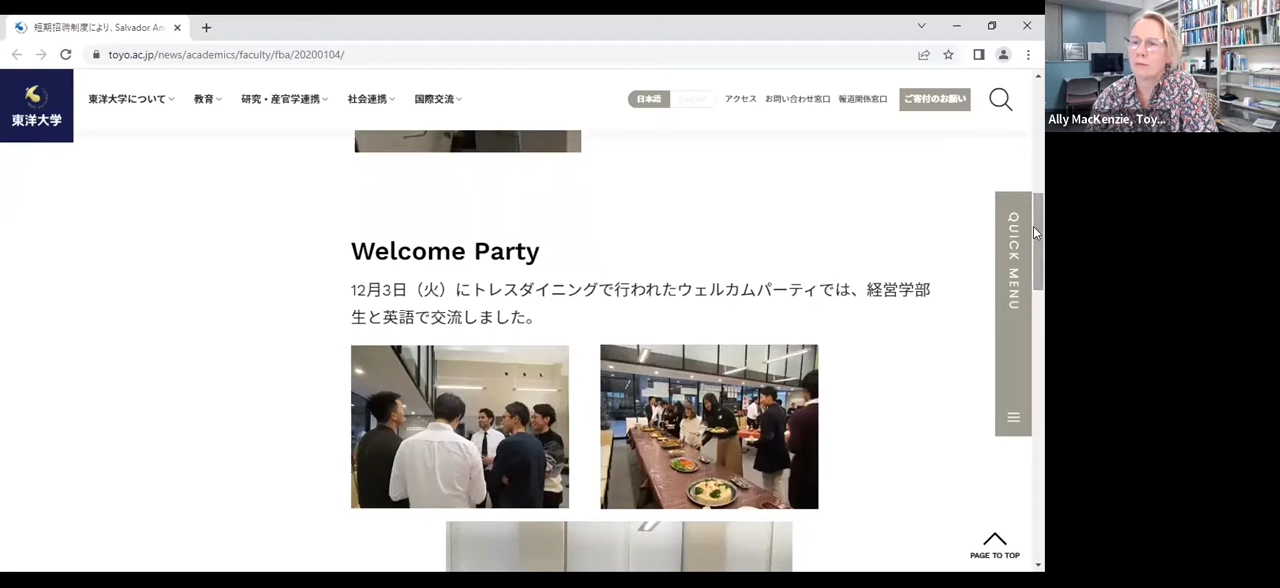 短期招聘制度により、Salvador An
toyo.ac.jp/news/academics/faculty/fba/20200104/
東洋大学
東洋大学について
教育
研究・産官学連携
社会連携
国際交流
日本語
English
アクセス
お問い合わせ窓口
報道関係窓口
ご寄付のお願い
Ally MacKenzie, Toy...
QUICK MENU
Welcome Party
12月3日（火）にトレスダイニングで行われたウェルカムパーティでは、経営学部
生と英語で交流しました。
PAGE TO TOP